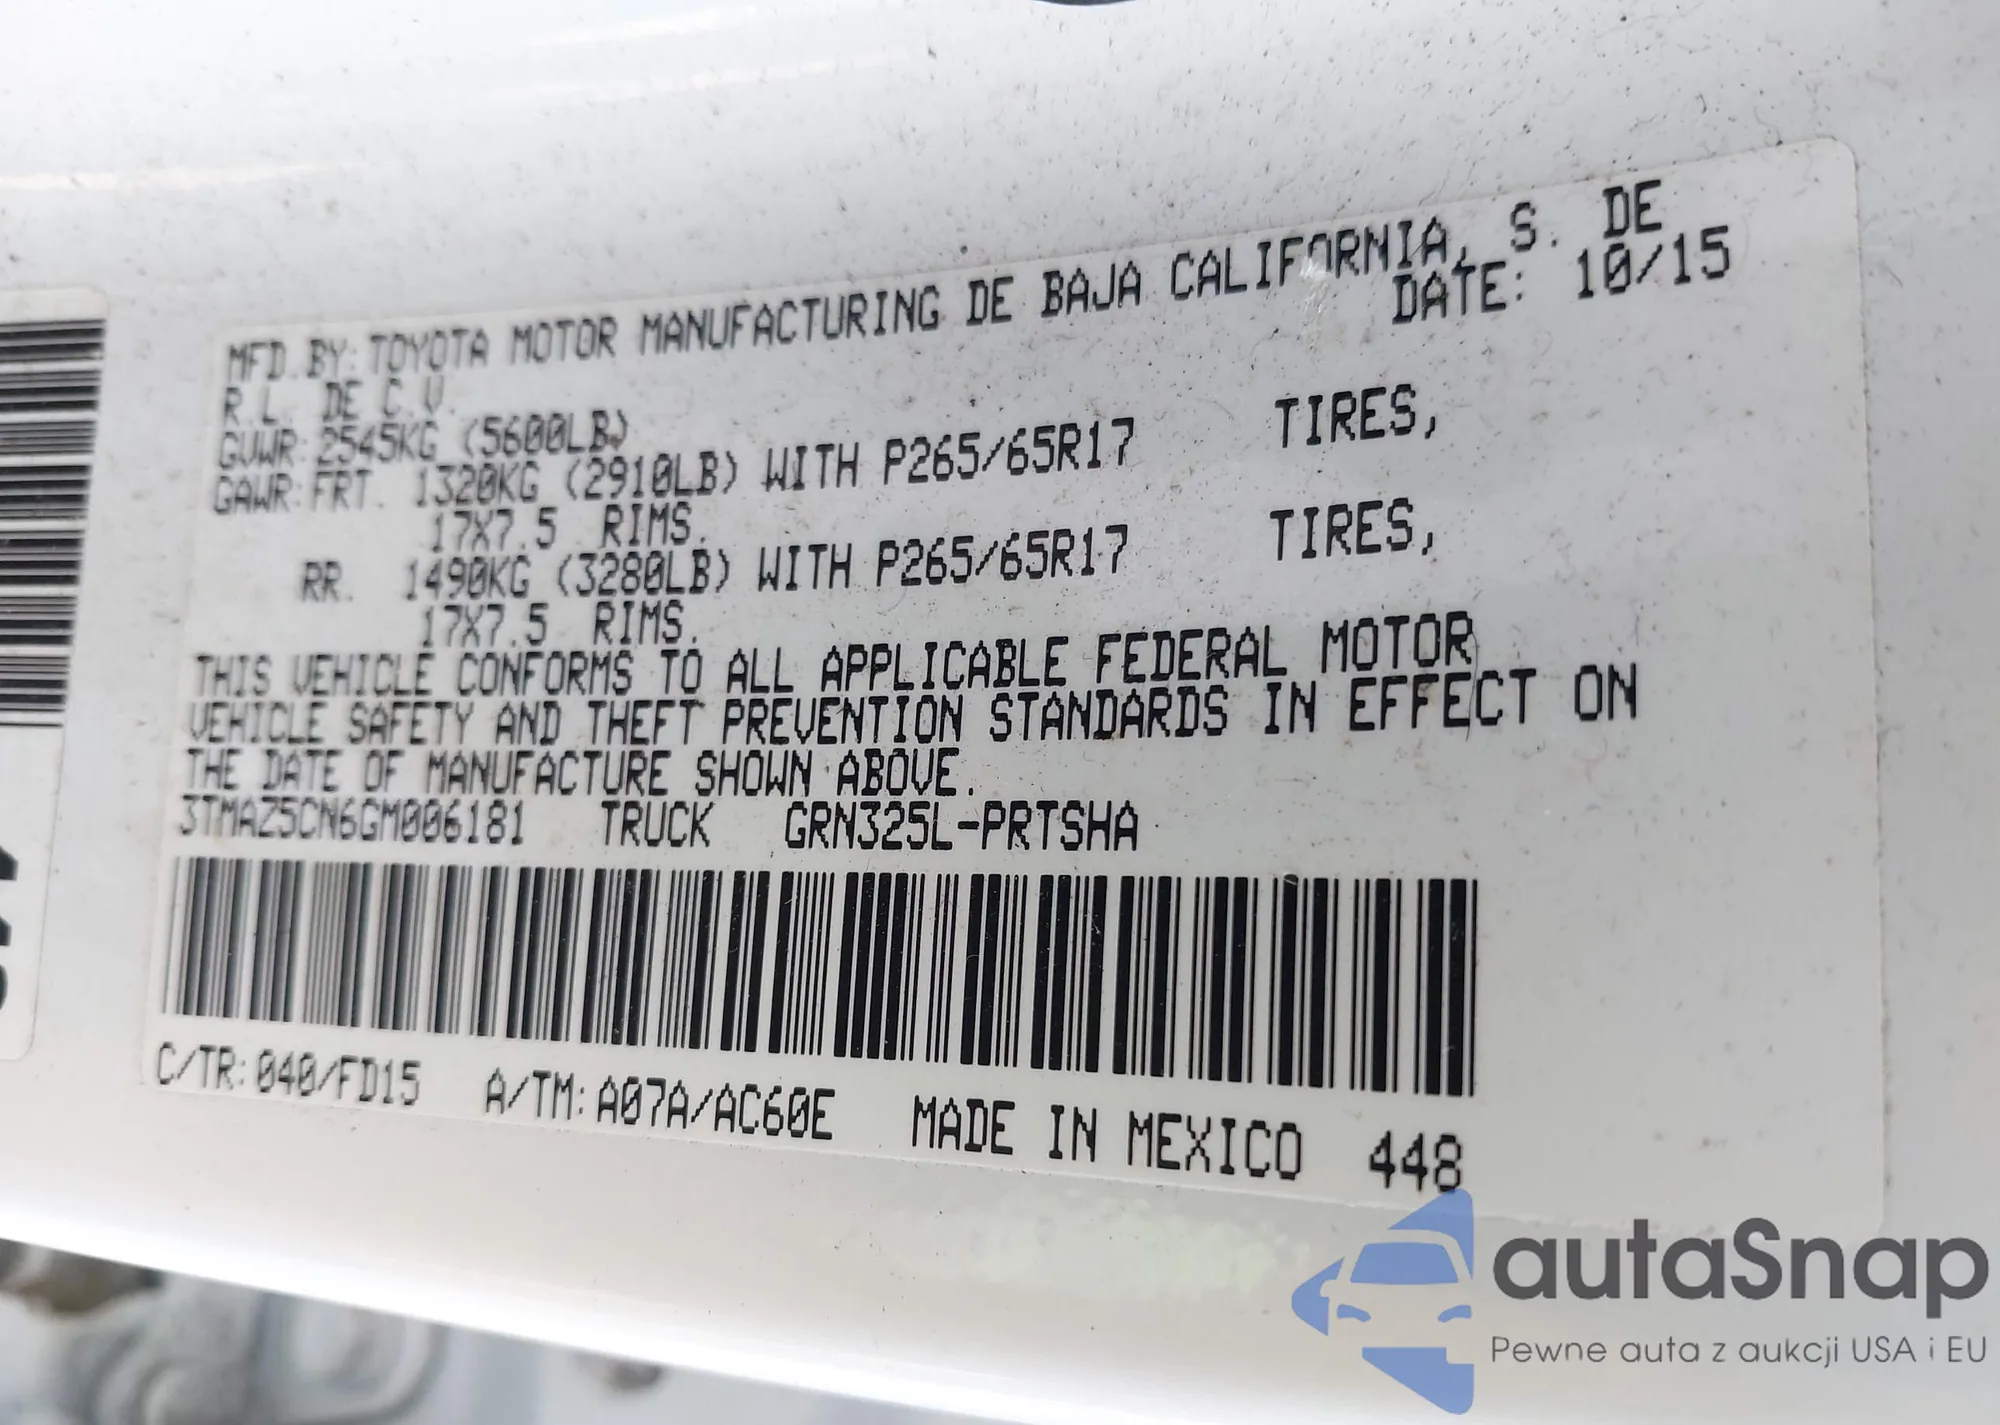 MFD. BY: TOYOTA MOTOR MANUFACTURING DE BAJA CALIFORNIA, S. DE
R.L. DE C.V. DATE: 10/15
GVWR: 2545KG (5600LB)
GAWR: FRT. 1320KG (2910LB) WITH P265/65R17 TIRES,
17X7.5 RIMS.
RR. 1490KG (3280LB) WITH P265/65R17 TIRES,
17X7.5 RIMS.
THIS VEHICLE CONFORMS TO ALL APPLICABLE FEDERAL MOTOR
VEHICLE SAFETY AND THEFT PREVENTION STANDARDS IN EFFECT ON
THE DATE OF MANUFACTURE SHOWN ABOVE.
3TMAZ5CN6GM006181 TRUCK GRN325L-PRTSHA
C/TR: 040/FD15 A/TM: A07A/AC60E MADE IN MEXICO 448
autaSnap
Pewne auta z aukcji USA i EU